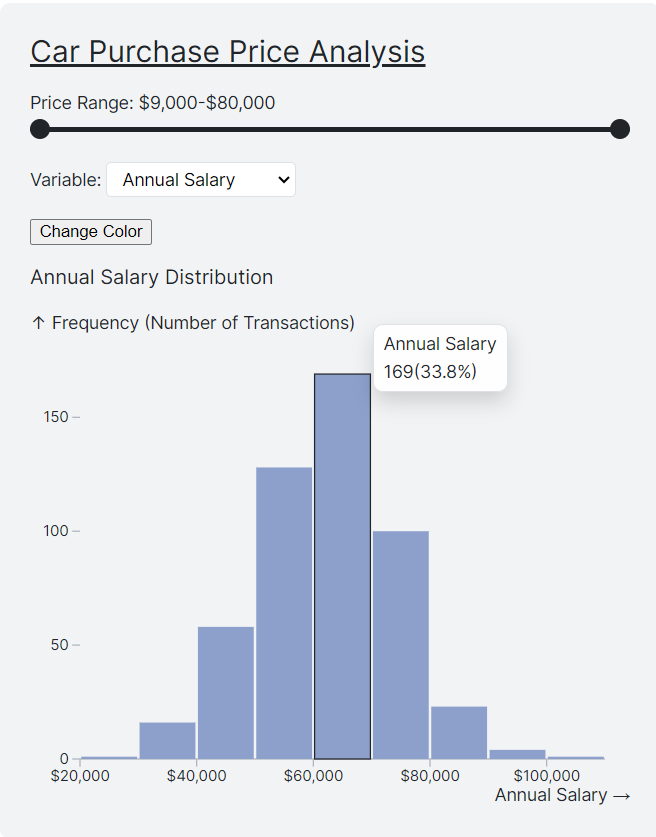 Car Purchase Price Analysis
Price Range: $9,000-$80,000
Variable: Annual Salary
Change Color
Annual Salary Distribution
↑ Frequency (Number of Transactions)
Annual Salary
169(33.8%)
150
100
50
0
$20,000 $40,000 $60,000 $80,000 $100,000
Annual Salary →